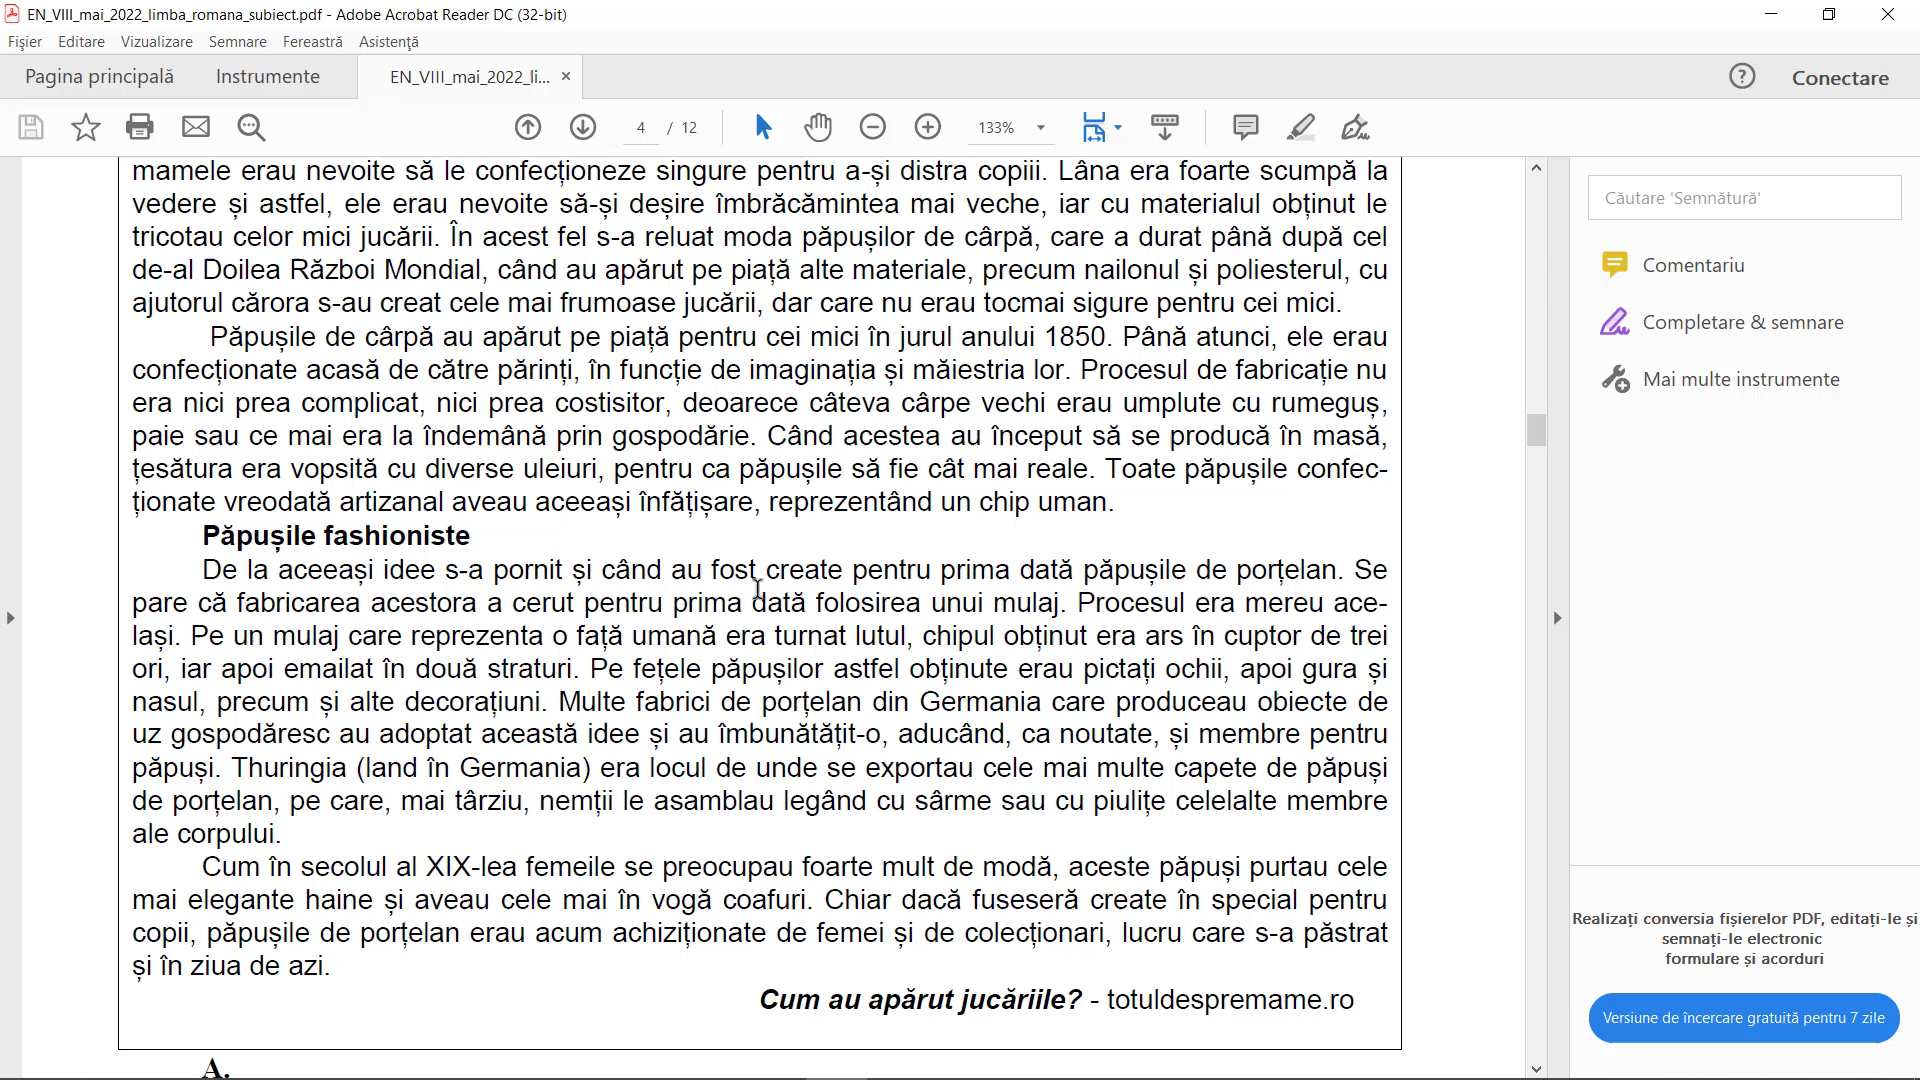 EN_VIII_mai_2022_limba_romana_subiect.pdf - Adobe Acrobat Reader DC (32-bit)
Fișier Editare Vizualizare Semnare Fereastră Asistență
Pagina principală Instrumente EN_VIII_mai_2022_li... × Conectare
4 / 12 133%
mamele erau nevoite să le confecționeze singure pentru a-și distra copiii. Lâna era foarte scumpă la
vedere și astfel, ele erau nevoite să-și deșire îmbrăcămintea mai veche, iar cu materialul obținut le
tricotau celor mici jucării. În acest fel s-a reluat moda păpușilor de cârpă, care a durat până după cel
de-al Doilea Război Mondial, când au apărut pe piață alte materiale, precum nailonul și poliesterul, cu
ajutorul cărora s-au creat cele mai frumoase jucării, dar care nu erau tocmai sigure pentru cei mici.
Păpușile de cârpă au apărut pe piață pentru cei mici în jurul anului 1850. Până atunci, ele erau
confecționate acasă de către părinți, în funcție de imaginația și măiestria lor. Procesul de fabricație nu
era nici prea complicat, nici prea costisitor, deoarece câteva cârpe vechi erau umplute cu rumeguș,
paie sau ce mai era la îndemână prin gospodărie. Când acestea au început să se producă în masă,
țesătura era vopsită cu diverse uleiuri, pentru ca păpușile să fie cât mai reale. Toate păpușile confec-
ționate vreodată artizanal aveau aceeași înfățișare, reprezentând un chip uman.
Păpușile fashioniste
De la aceeași idee s-a pornit și când au fost create pentru prima dată păpușile de porțelan. Se
pare că fabricarea acestora a cerut pentru prima dată folosirea unui mulaj. Procesul era mereu ace-
lași. Pe un mulaj care reprezenta o față umană era turnat lutul, chipul obținut era ars în cuptor de trei
ori, iar apoi emailat în două straturi. Pe fețele păpușilor astfel obținute erau pictați ochii, apoi gura și
nasul, precum și alte decorațiuni. Multe fabrici de porțelan din Germania care produceau obiecte de
uz gospodăresc au adoptat această idee și au îmbunătățit-o, aducând, ca noutate, și membre pentru
păpuși. Thuringia (land în Germania) era locul de unde se exportau cele mai multe capete de păpuși
de porțelan, pe care, mai târziu, nemții le asamblau legând cu sârme sau cu piulițe celelalte membre
ale corpului.
Cum în secolul al XIX-lea femeile se preocupau foarte mult de modă, aceste păpuși purtau cele
mai elegante haine și aveau cele mai în vogă coafuri. Chiar dacă fuseseră create în special pentru
copii, păpușile de porțelan erau acum achiziționate de femei și de colecționari, lucru care s-a păstrat
și în ziua de azi.
Cum au apărut jucăriile? - totuldespremame.ro
A.
Căutare 'Semnătură'
Comentariu
Completare & semnare
Mai multe instrumente
Realizați conversia fișierelor PDF, editați-le și
semnați-le electronic
formulare și acorduri
Versiune de încercare gratuită pentru 7 zile